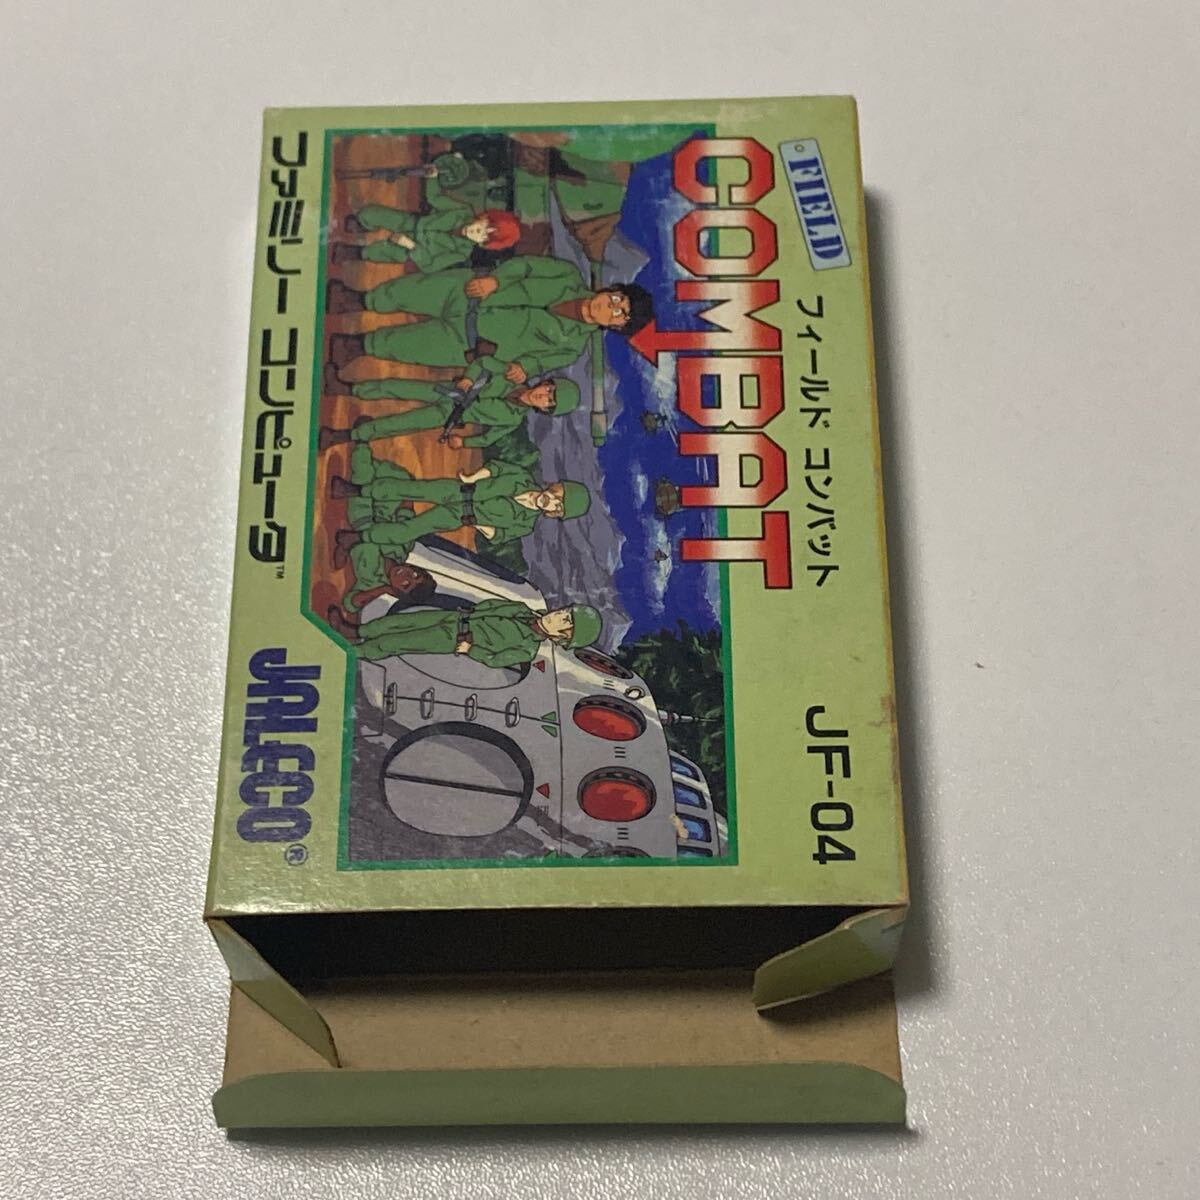 FIELD
COMBAT
フィールド コンバット
JF-04
ファミリー コンピュータ™
JALECO®